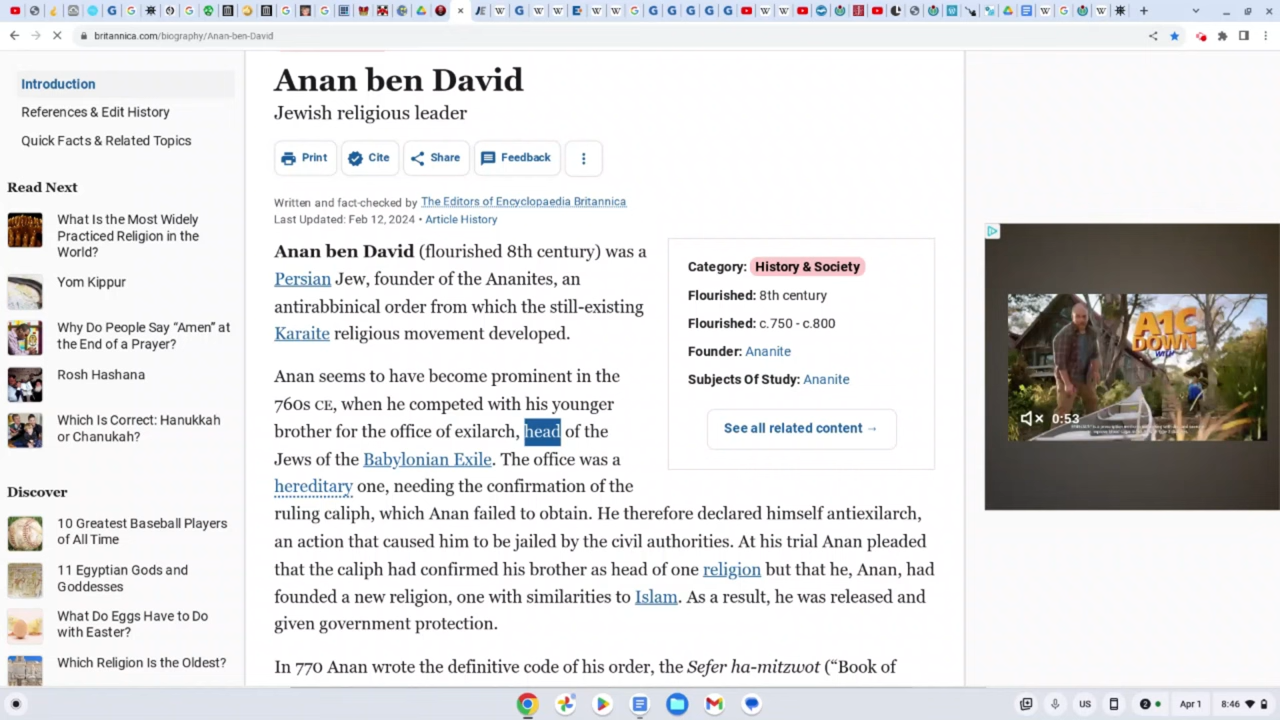 britannica.com/biography/Anan-ben-David
Introduction
References & Edit History
Quick Facts & Related Topics
Read Next
What Is the Most Widely
Practiced Religion in the
World?
Yom Kippur
Why Do People Say “Amen” at
the End of a Prayer?
Rosh Hashana
Which Is Correct: Hanukkah
or Chanukah?
Discover
10 Greatest Baseball Players
of All Time
11 Egyptian Gods and
Goddesses
What Do Eggs Have to Do
with Easter?
Which Religion Is the Oldest?
Anan ben David
Jewish religious leader
Print Cite Share Feedback
Written and fact-checked by The Editors of Encyclopaedia Britannica
Last Updated: Feb 12, 2024 • Article History
Anan ben David (flourished 8th century) was a
Persian Jew, founder of the Ananites, an
antirabbinical order from which the still-existing
Karaite religious movement developed.
Anan seems to have become prominent in the
760s CE, when he competed with his younger
brother for the office of exilarch, head of the
Jews of the Babylonian Exile. The office was a
hereditary one, needing the confirmation of the
ruling caliph, which Anan failed to obtain. He therefore declared himself antiexilarch,
an action that caused him to be jailed by the civil authorities. At his trial Anan pleaded
that the caliph had confirmed his brother as head of one religion but that he, Anan, had
founded a new religion, one with similarities to Islam. As a result, he was released and
given government protection.
In 770 Anan wrote the definitive code of his order, the Sefer ha-mitzwot (“Book of
Category: History & Society
Flourished: 8th century
Flourished: c.750 - c.800
Founder: Ananite
Subjects Of Study: Ananite
See all related content →
A1C
DOWN
with
0:53
US
2
Apr 1
8:46